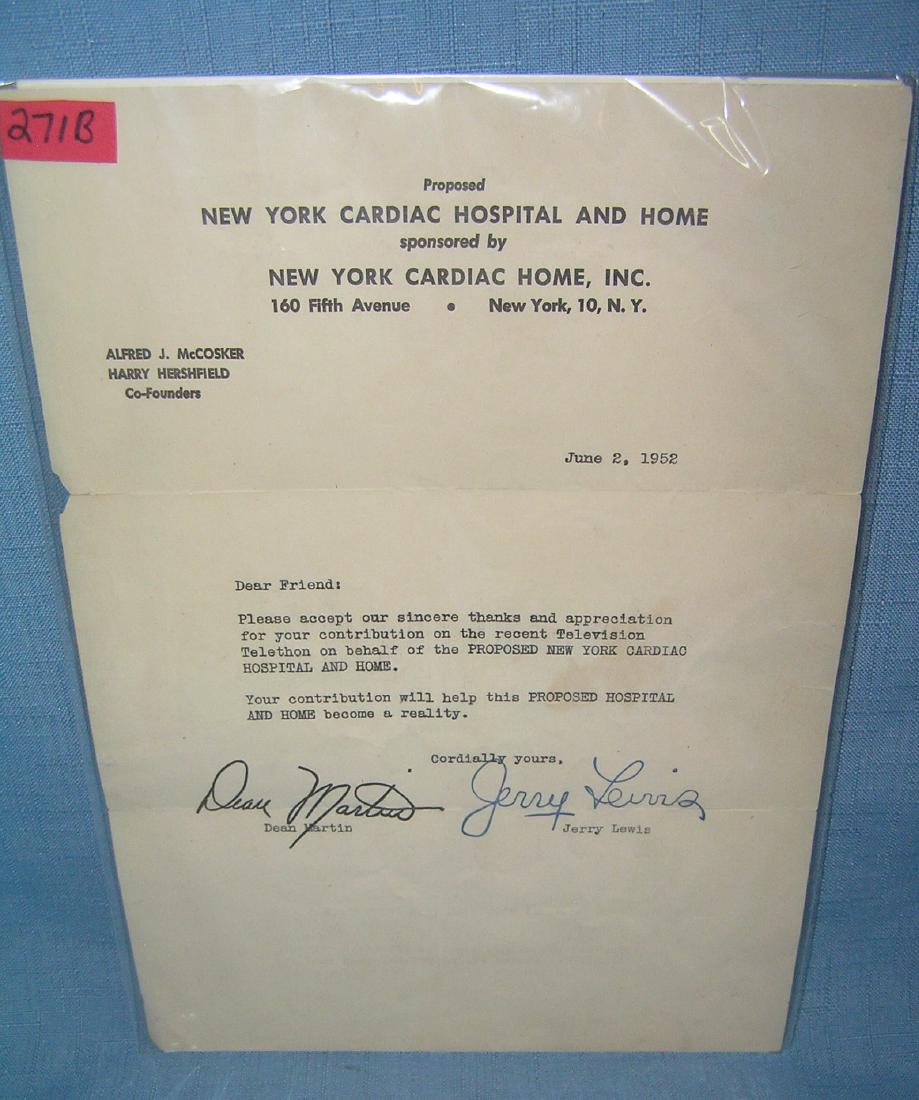 271B
Proposed
NEW YORK CARDIAC HOSPITAL AND HOME
sponsored by
NEW YORK CARDIAC HOME, INC.
160 Fifth Avenue • New York, 10, N. Y.
ALFRED J. McCOSKER
HARRY HERSHFIELD
Co-Founders
June 2, 1952
Dear Friend:
Please accept our sincere thanks and appreciation
for your contribution on the recent Television
Telethon on behalf of the PROPOSED NEW YORK CARDIAC
HOSPITAL AND HOME.
Your contribution will help this PROPOSED HOSPITAL
AND HOME become a reality.
Cordially yours,
Dean Martin Jerry Lewis
Dean Martin Jerry Lewis